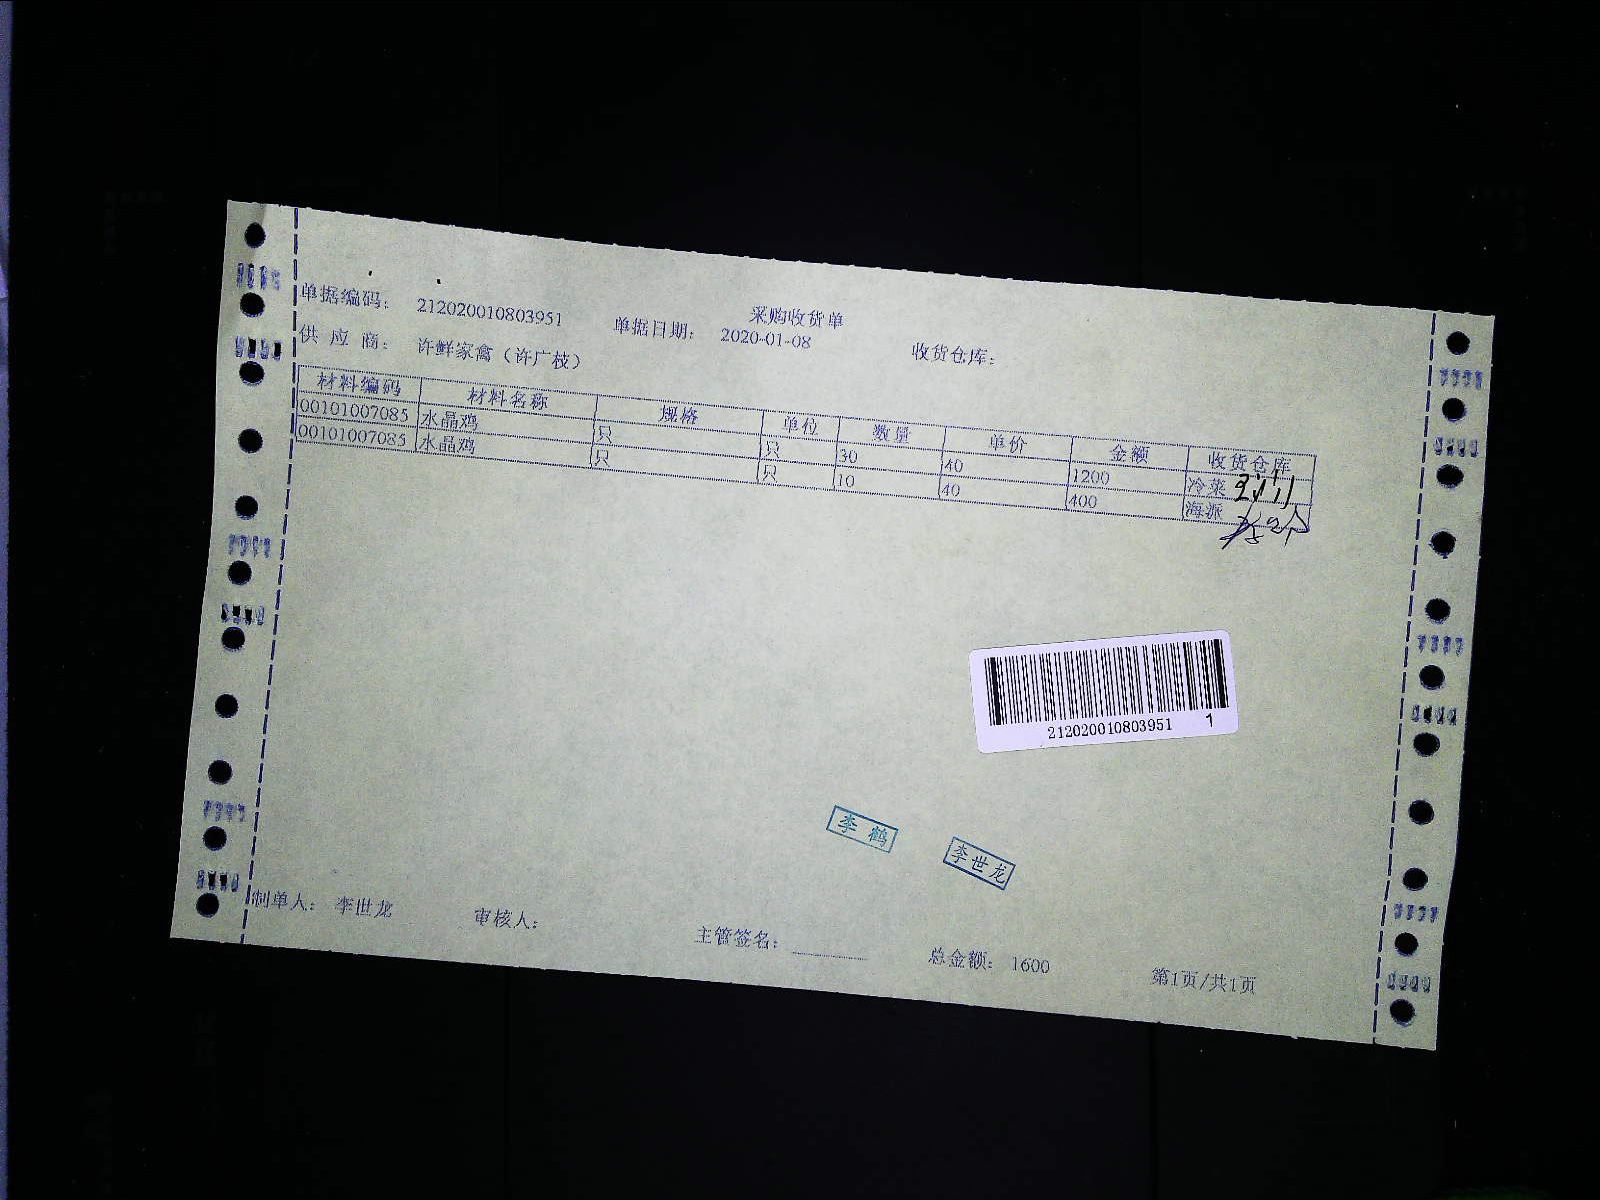 采购收货单
单据编码： 212020010803951 单据日期： 2020-01-08 收货仓库：
供 应 商： 许鲜家禽（许广枝）
材料编码 材料名称 规格 单位 数量 单价 金额 收货仓库
00101007085 水晶鸡 只 只 30 40 1200 冷菜
00101007085 水晶鸡 只 只 10 40 400 海派
212020010803951 1
李鹤
李世龙
制单人： 李世龙 审核人： 主管签名： 总金额： 1600 第1页/共1页